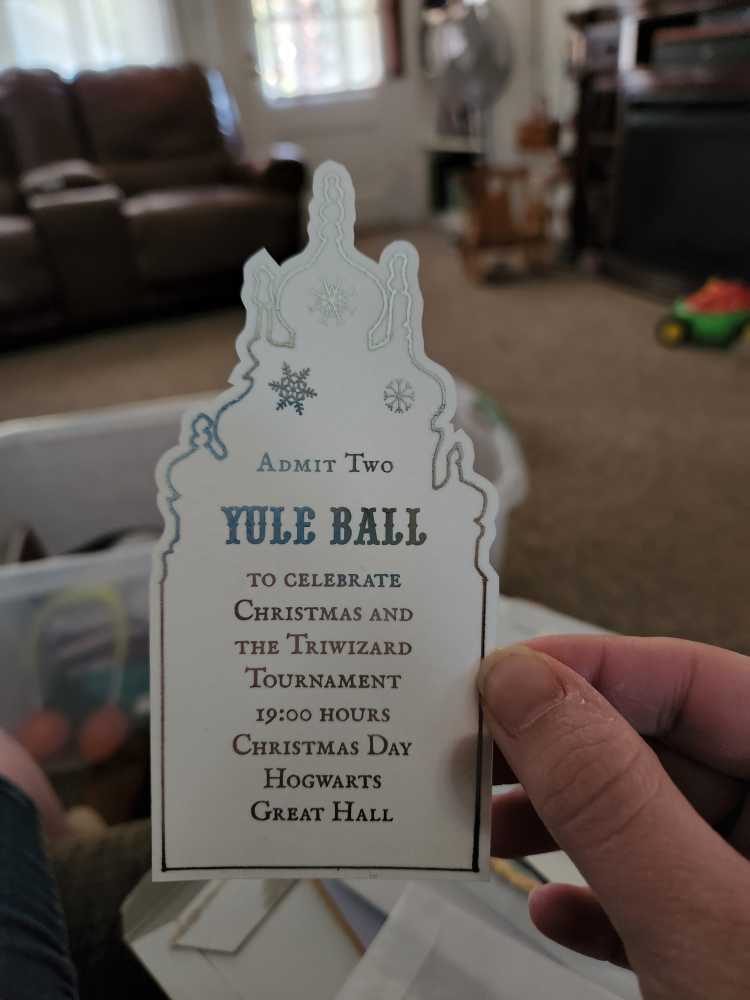 Admit Two
YULE BALL
to celebrate
Christmas and
the Triwizard
Tournament
19:00 hours
Christmas Day
Hogwarts
Great Hall